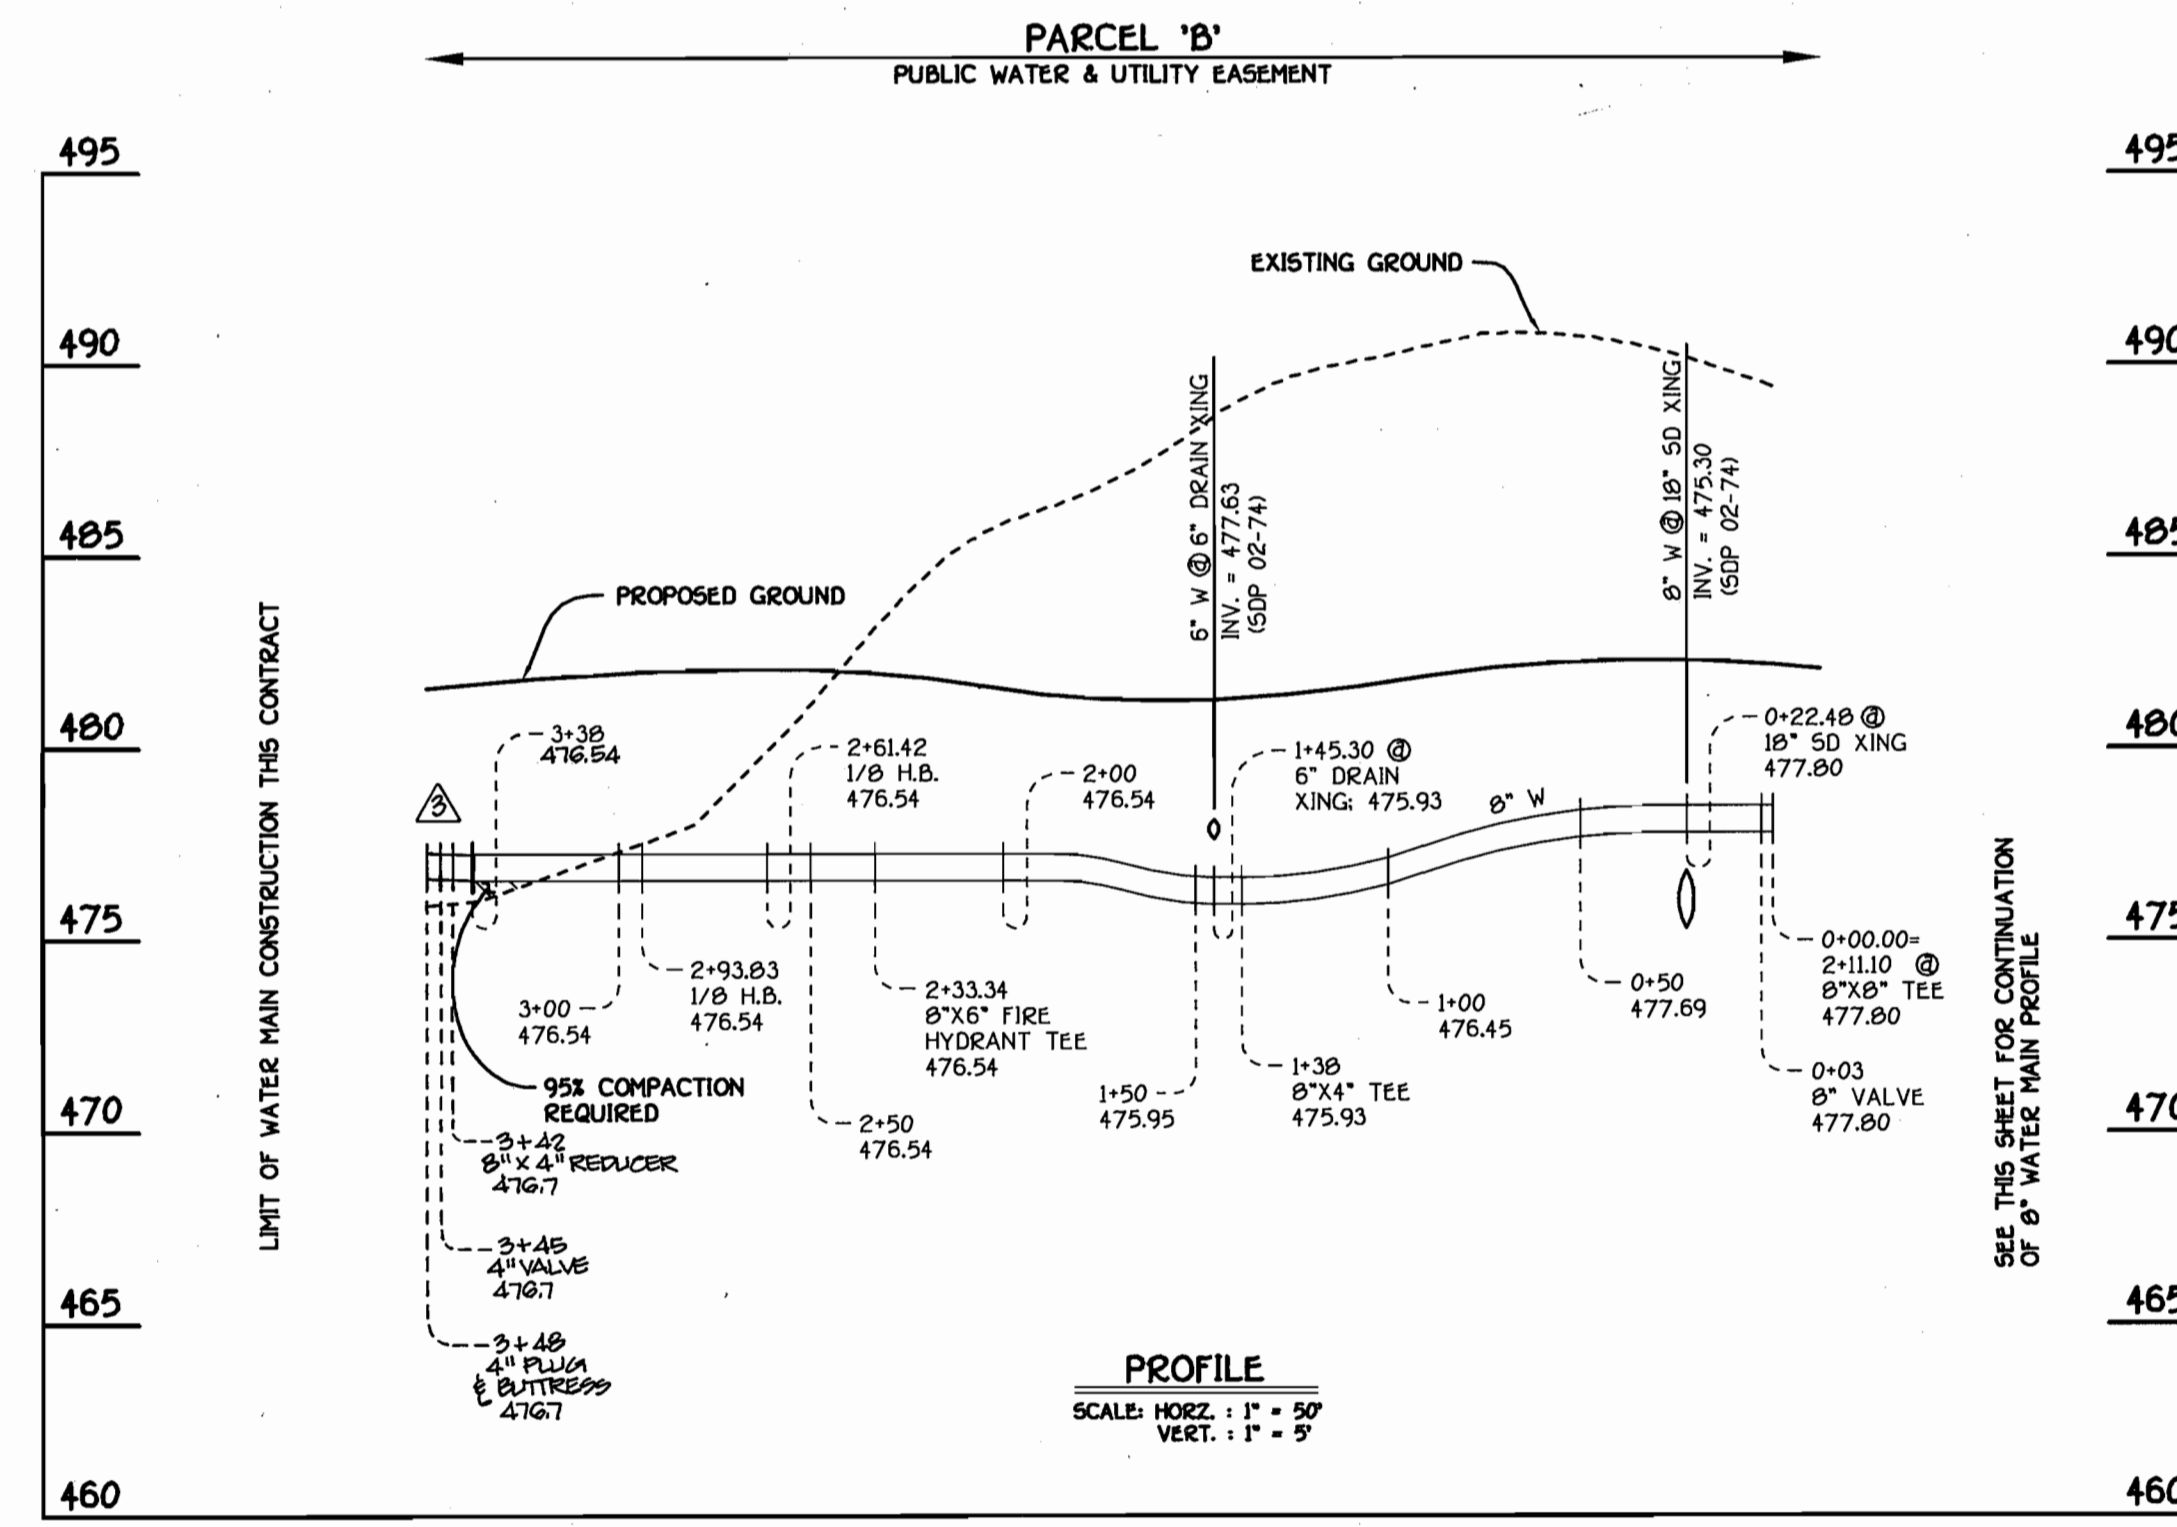 PARCEL 'B'
PUBLIC WATER & UTILITY EASEMENT
495
490
485
480
475
470
465
460
495
490
485
480
475
470
465
460
LIMIT OF WATER MAIN CONSTRUCTION THIS CONTRACT
EXISTING GROUND
PROPOSED GROUND
6" W @ 6" DRAIN XING
INV. = 477.63
(SDP 02-74)
8" W @ 18" SD XING
INV. = 475.30
(SDP 02-74)
3
3+38
476.54
2+61.42
1/8 H.B.
476.54
2+00
476.54
1+45.30 @
6" DRAIN
XING; 475.93
8" W
0+22.48 @
18" SD XING
477.80
3+00
476.54
2+93.83
1/8 H.B.
476.54
2+33.34
8"X6" FIRE
HYDRANT TEE
476.54
2+50
476.54
1+50
475.95
1+38
8"X4" TEE
475.93
1+00
476.45
0+50
477.69
0+00.00=
2+11.10 @
8"X8" TEE
477.80
0+03
8" VALVE
477.80
95% COMPACTION
REQUIRED
3+42
8" X 4" REDUCER
476.7
3+45
4" VALVE
476.7
3+48
4" PLUG
& BUTTRESS
476.7
SEE THIS SHEET FOR CONTINUATION
OF 8" WATER MAIN PROFILE
PROFILE
SCALE: HORZ. : 1" = 50'
VERT. : 1" = 5'